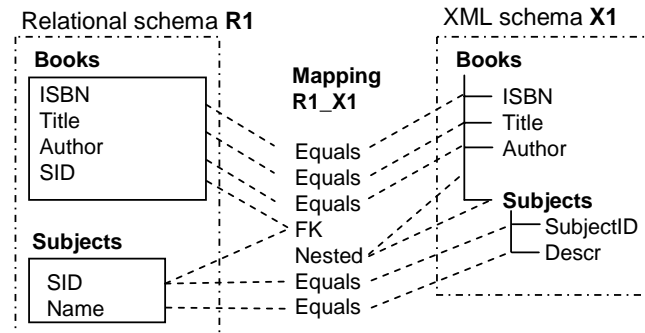 Relational schema R1
Books
ISBN
Title
Author
SID
Subjects
SID
Name
Mapping
R1_X1
Equals
Equals
Equals
FK
Nested
Equals
Equals
XML schema X1
Books
ISBN
Title
Author
Subjects
SubjectID
Descr